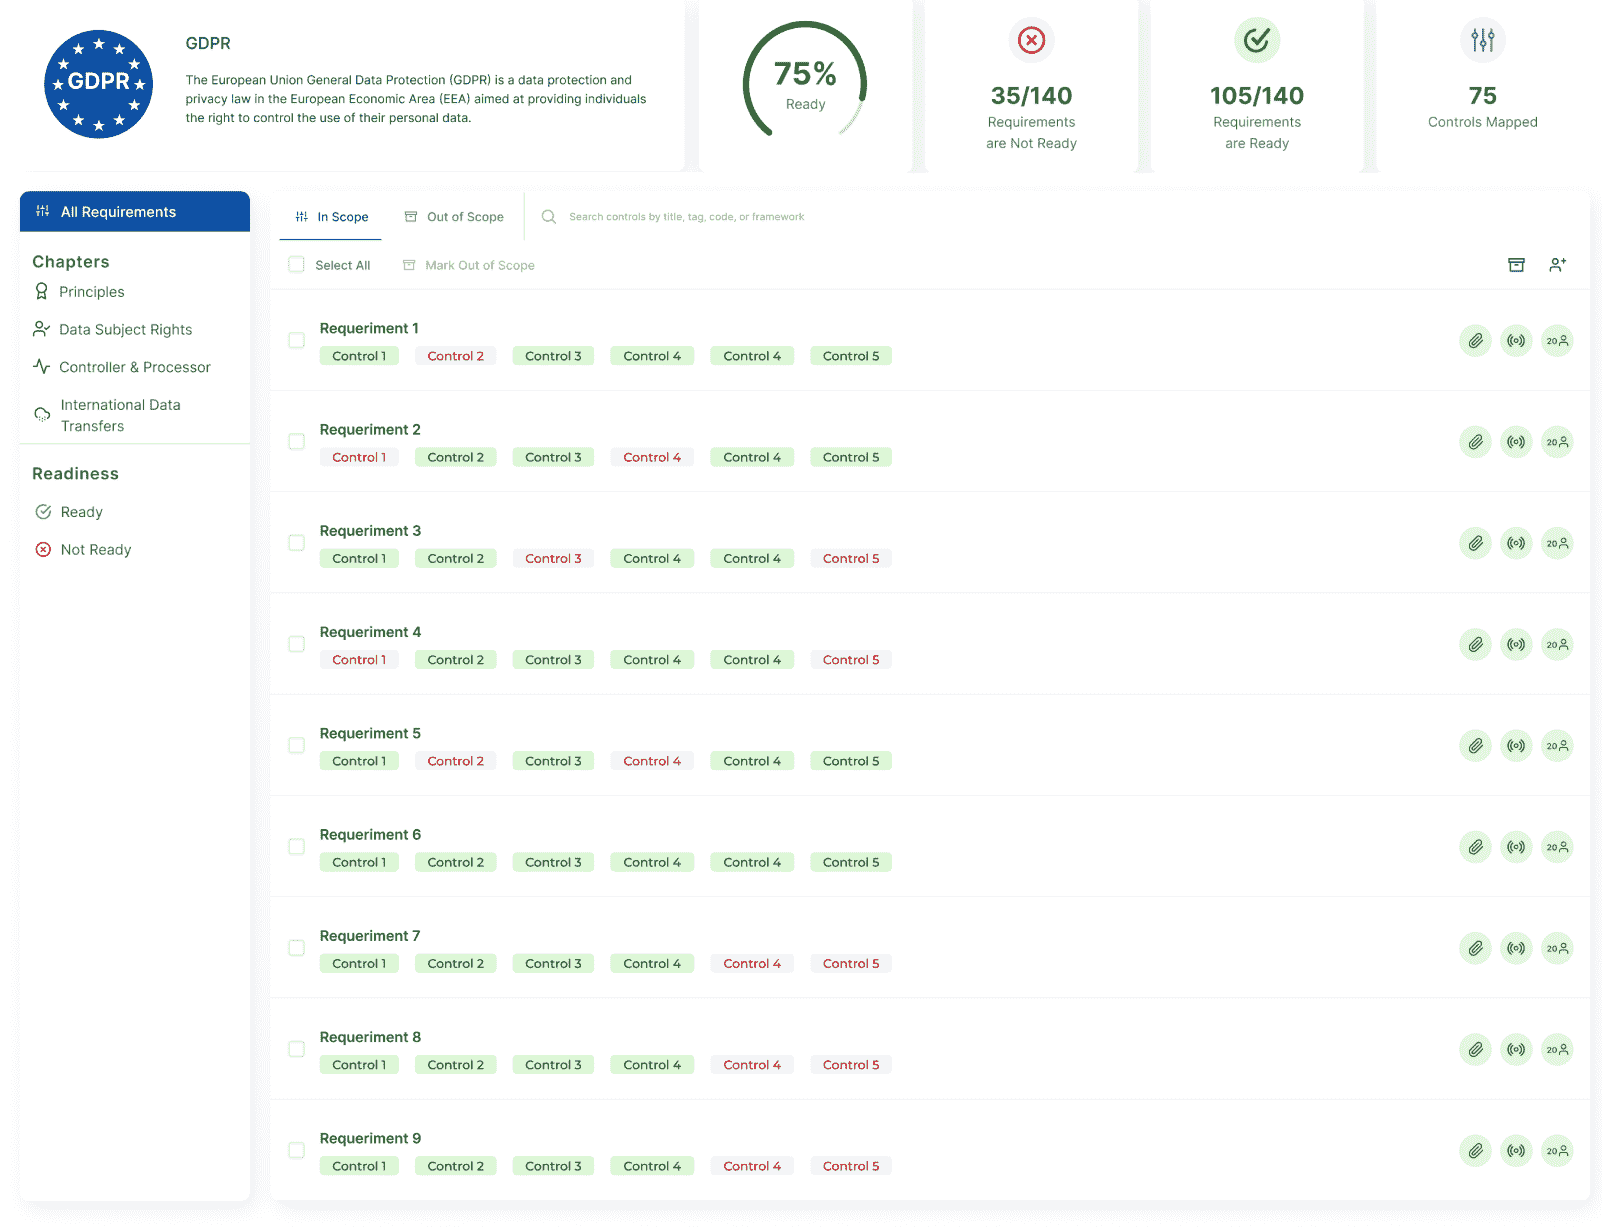 GDPR
GDPR
The European Union General Data Protection (GDPR) is a data protection and
privacy law in the European Economic Area (EEA) aimed at providing individuals
the right to control the use of their personal data.
75%
Ready
35/140
Requirements
are Not Ready
105/140
Requirements
are Ready
75
Controls Mapped
All Requirements
Chapters
Principles
Data Subject Rights
Controller & Processor
International Data
Transfers
Readiness
Ready
Not Ready
In Scope
Out of Scope
Search controls by title, tag, code, or framework
Select All
Mark Out of Scope
Requeriment 1
Control 1 Control 2 Control 3 Control 4 Control 4 Control 5
20
Requeriment 2
Control 1 Control 2 Control 3 Control 4 Control 4 Control 5
20
Requeriment 3
Control 1 Control 2 Control 3 Control 4 Control 4 Control 5
20
Requeriment 4
Control 1 Control 2 Control 3 Control 4 Control 4 Control 5
20
Requeriment 5
Control 1 Control 2 Control 3 Control 4 Control 4 Control 5
20
Requeriment 6
Control 1 Control 2 Control 3 Control 4 Control 4 Control 5
20
Requeriment 7
Control 1 Control 2 Control 3 Control 4 Control 4 Control 5
20
Requeriment 8
Control 1 Control 2 Control 3 Control 4 Control 4 Control 5
20
Requeriment 9
Control 1 Control 2 Control 3 Control 4 Control 4 Control 5
20